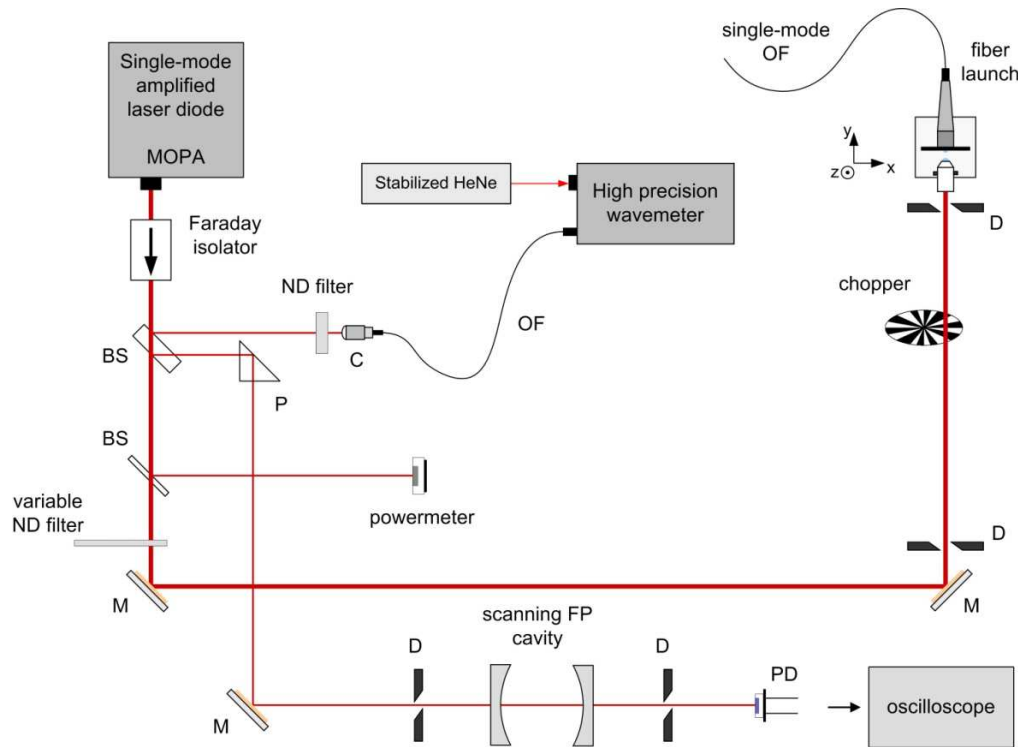 Single-mode
amplified
laser diode
MOPA
single-mode
OF
fiber
launch
y
x
z
D
Stabilized HeNe
High precision
wavemeter
Faraday
isolator
chopper
ND filter
OF
BS
C
P
BS
powermeter
variable
ND filter
D
M
M
scanning FP
cavity
D
D
PD
M
oscilloscope